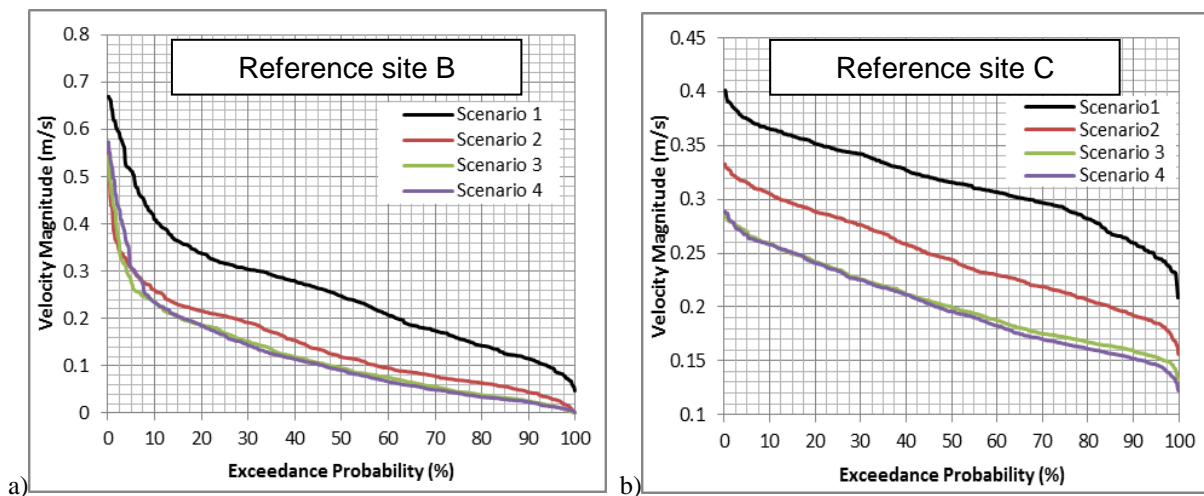 Reference site B
Velocity Magnitude (m/s)
0.8
0.7
0.6
0.5
0.4
0.3
0.2
0.1
0
Scenario 1
Scenario 2
Scenario 3
Scenario 4
0 10 20 30 40 50 60 70 80 90 100
Exceedance Probability (%)
a)
Reference site C
Velocity Magnitude (m/s)
0.45
0.4
0.35
0.3
0.25
0.2
0.15
0.1
Scenario1
Scenario2
Scenario 3
Scenario 4
0 10 20 30 40 50 60 70 80 90 100
Exceedance Probability (%)
b)